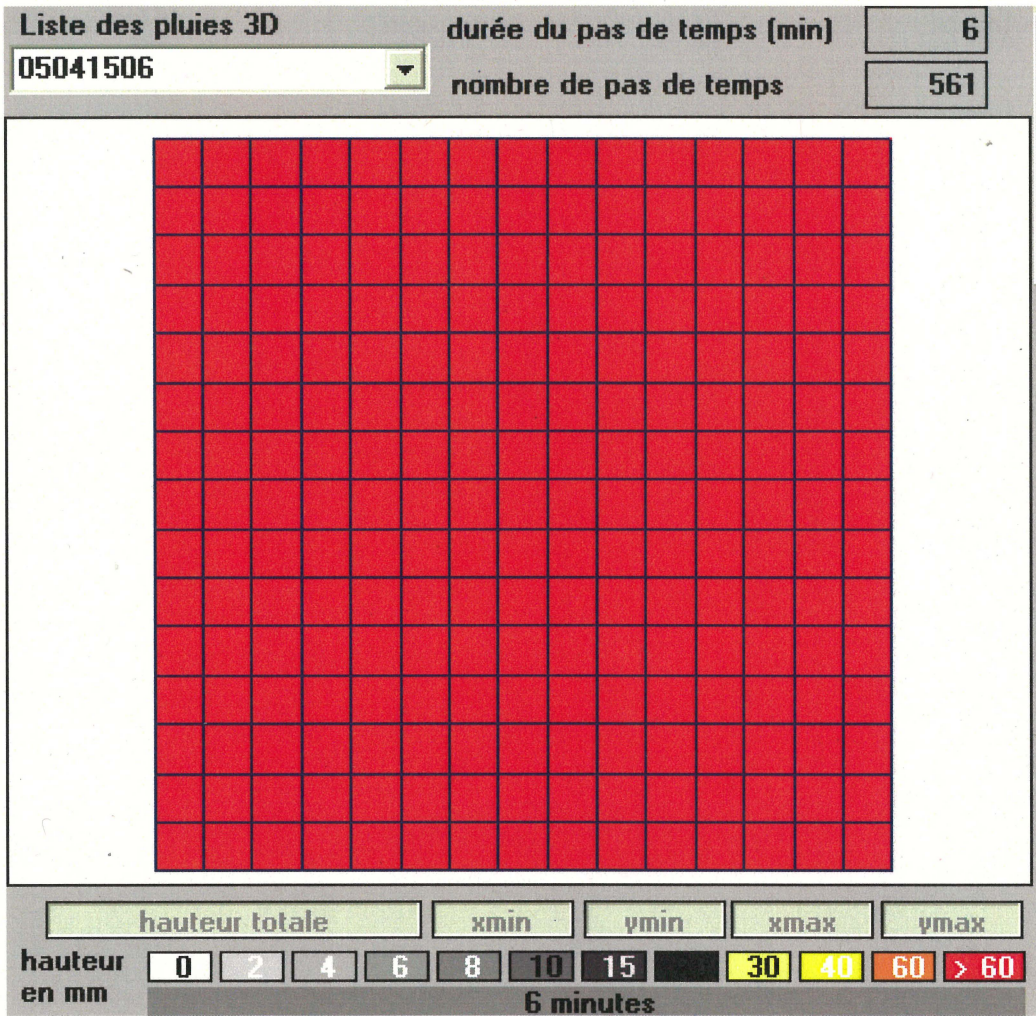 Liste des pluies 3D
durée du pas de temps (min) 6
05041506
nombre de pas de temps 561
hauteur totale xmin ymin xmax ymax
hauteur en mm 0 2 4 6 8 10 15 30 40 60 > 60
6 minutes